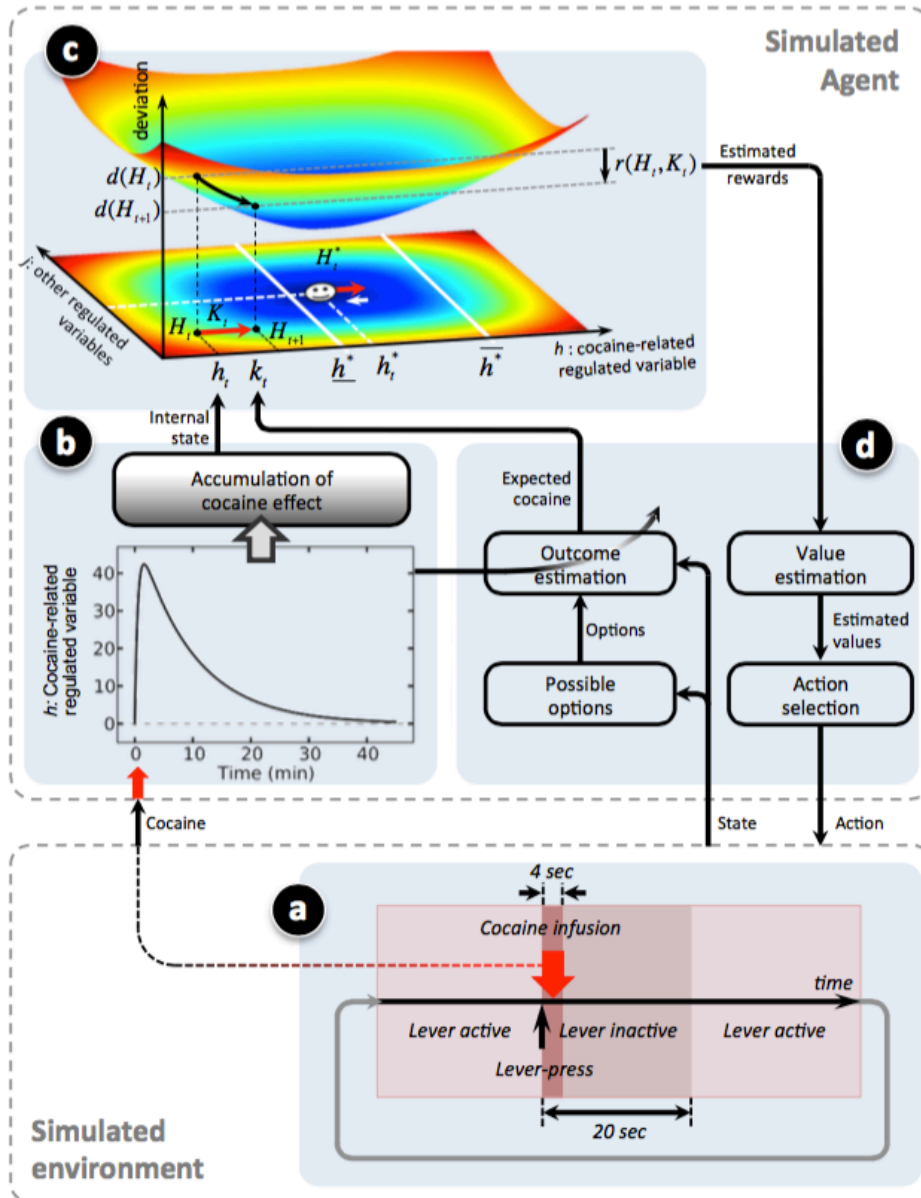 Simulated
Agent
c
deviation
d(H_t)
d(H_{t+1})
r(H_t, K_t)
Estimated
rewards
H_t^*
j: other regulated
variables
H_t
K_t
H_{t+1}
h_t
k_t
h^*
h_t^*
h^*
h : cocaine-related
regulated variable
Internal
state
b
Accumulation of
cocaine effect
h: Cocaine-related
regulated variable
40
30
20
10
0
0 10 20 30 40
Time (min)
d
Expected
cocaine
Outcome
estimation
Value
estimation
Options
Estimated
values
Possible
options
Action
selection
Cocaine
State
Action
a
4 sec
Cocaine infusion
time
Lever active
Lever inactive
Lever active
Lever-press
20 sec
Simulated
environment